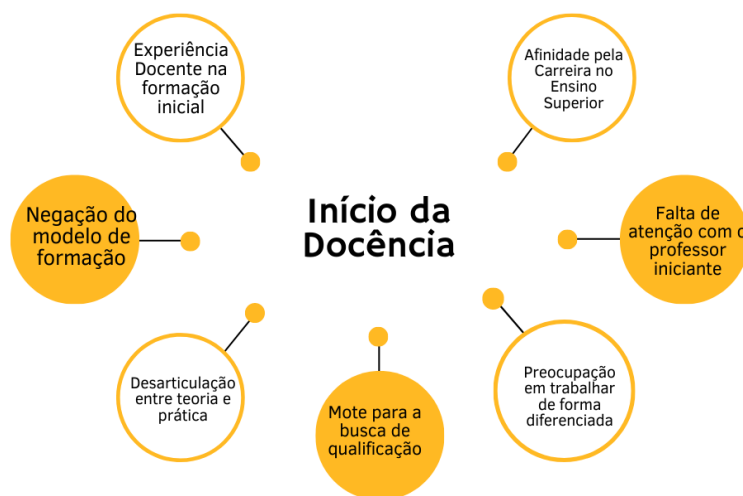 Experiência
Docente na
formação
inicial
Afinidade pela
Carreira no
Ensino
Superior
Início da
Docência
Negação do
modelo de
formação
Falta de
atenção com o
professor
iniciante
Desarticulação
entre teoria e
prática
Mote para a
busca de
qualificação
Preocupação
em trabalhar
de forma
diferenciada